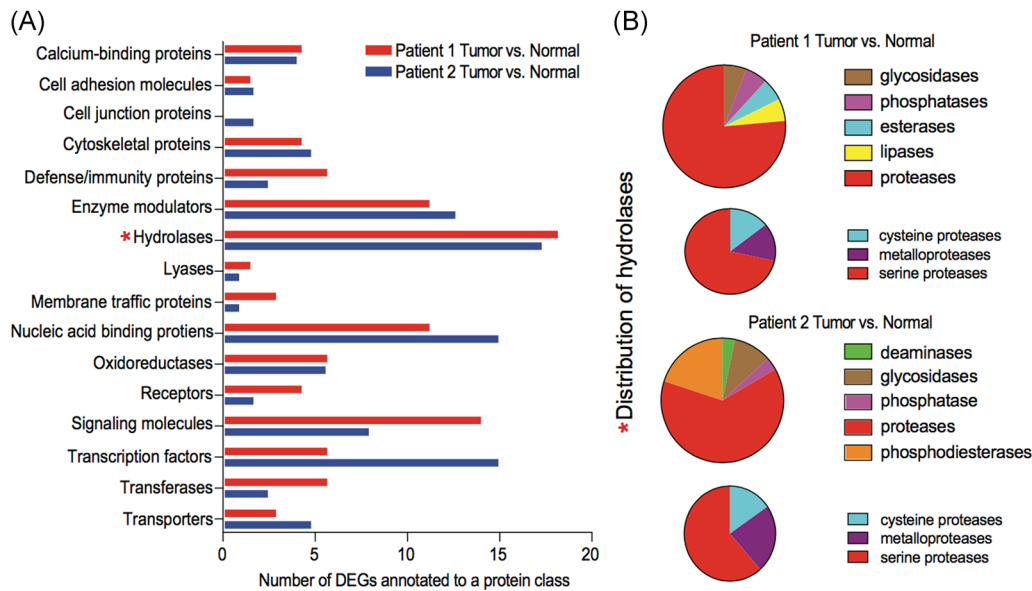 (A)
Patient 1 Tumor vs. Normal
Patient 2 Tumor vs. Normal
Calcium-binding proteins
Cell adhesion molecules
Cell junction proteins
Cytoskeletal proteins
Defense/immunity proteins
Enzyme modulators
*Hydrolases
Lyases
Membrane traffic proteins
Nucleic acid binding protiens
Oxidoreductases
Receptors
Signaling molecules
Transcription factors
Transferases
Transporters
0 5 10 15 20
Number of DEGs annotated to a protein class
(B)
*Distribution of hydrolases
Patient 1 Tumor vs. Normal
glycosidases
phosphatases
esterases
lipases
proteases
cysteine proteases
metalloproteases
serine proteases
Patient 2 Tumor vs. Normal
deaminases
glycosidases
phosphatase
proteases
phosphodiesterases
cysteine proteases
metalloproteases
serine proteases